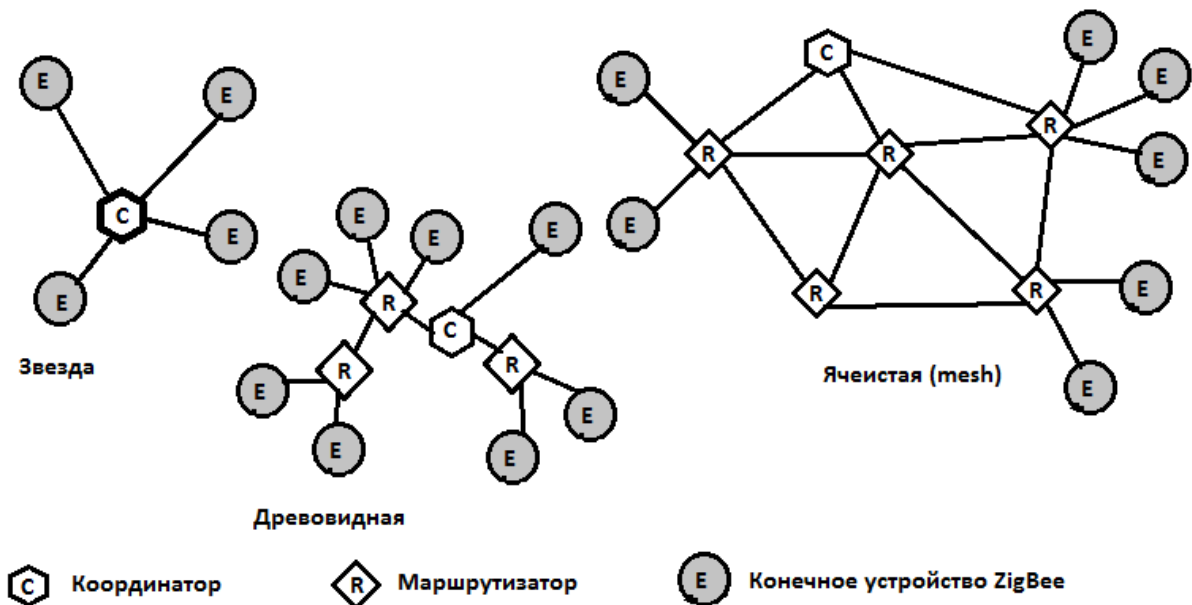 C
E
E
E
R
E
R
R
E
E
C
E
E
E
E
E
E
E
C
E
R
R
E
R
R
E
Звезда
R
R
Ячеистая (mesh)
E
E
E
E
E
E
Древовидная
C Координатор
R Маршрутизатор
E Конечное устройство ZigBee